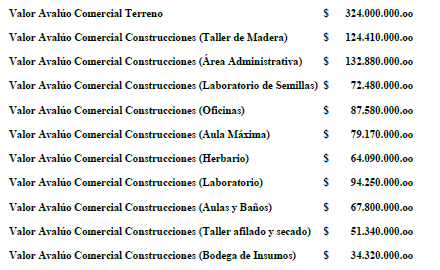 Valor Avalúo Comercial Terreno $ 324.000.000.oo
Valor Avalúo Comercial Construcciones (Taller de Madera) $ 124.410.000.oo
Valor Avalúo Comercial Construcciones (Área Administrativa) $ 132.880.000.oo
Valor Avalúo Comercial Construcciones (Laboratorio de Semillas) $ 72.480.000.oo
Valor Avalúo Comercial Construcciones (Oficinas) $ 87.580.000.oo
Valor Avalúo Comercial Construcciones (Aula Máxima) $ 79.170.000.oo
Valor Avalúo Comercial Construcciones (Herbario) $ 64.090.000.oo
Valor Avalúo Comercial Construcciones (Laboratorio) $ 94.250.000.oo
Valor Avalúo Comercial Construcciones (Aulas y Baños) $ 67.800.000.oo
Valor Avalúo Comercial Construcciones (Taller afilado y secado) $ 51.340.000.oo
Valor Avalúo Comercial Construcciones (Bodega de Insumos) $ 34.320.000.oo